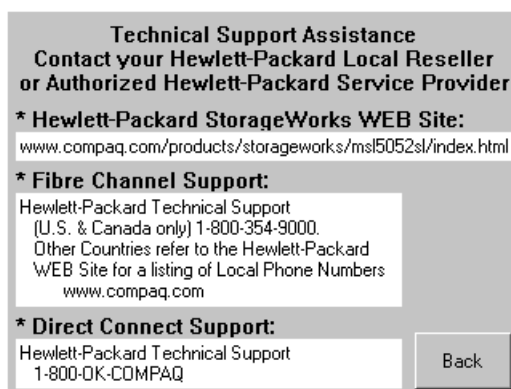 Technical Support Assistance
Contact your Hewlett-Packard Local Reseller
or Authorized Hewlett-Packard Service Provider
* Hewlett-Packard StorageWorks WEB Site:
www.compaq.com/products/storageworks/msl5052sl/index.html
* Fibre Channel Support:
Hewlett-Packard Technical Support
(U.S. & Canada only) 1-800-354-9000.
Other Countries refer to the Hewlett-Packard
WEB Site for a listing of Local Phone Numbers
www.compaq.com
* Direct Connect Support:
Hewlett-Packard Technical Support
1-800-OK-COMPAQ
Back